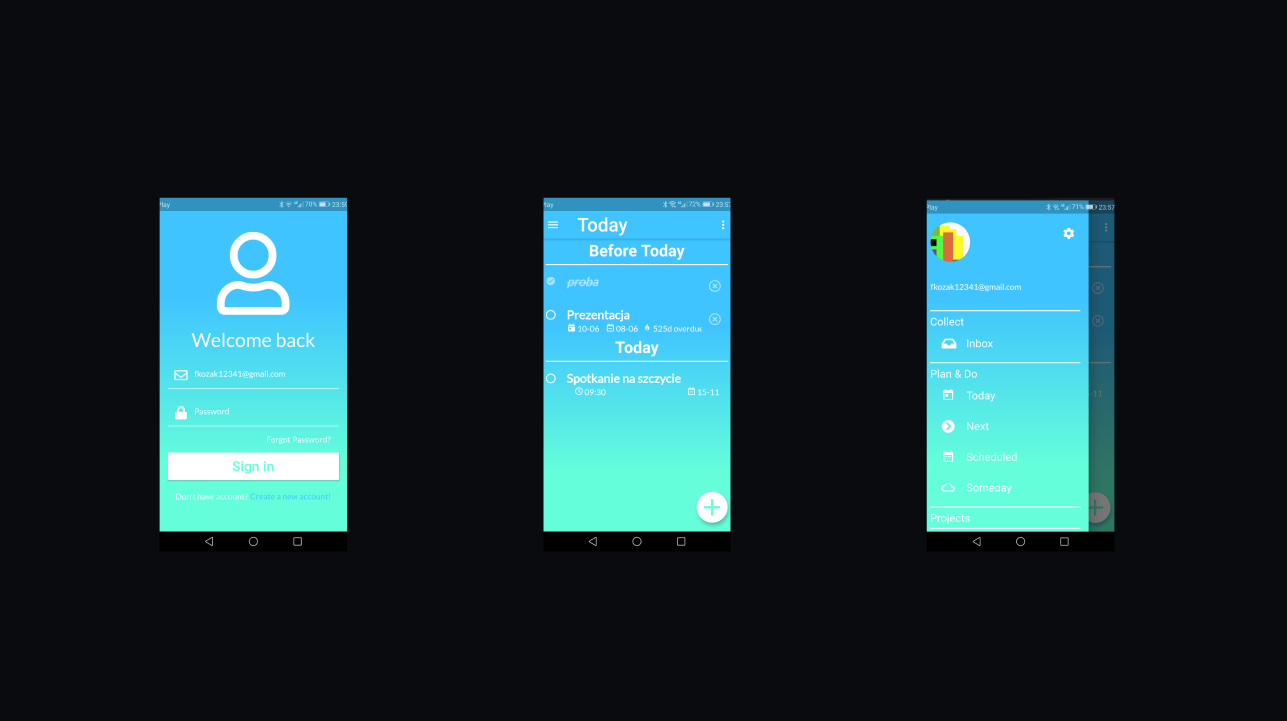 Play 70% 23:59
Welcome back
fkozak12341@gmail.com
Password
Forgot Password?
Sign in
Don't have account? Create a new account!
Play 72% 23:57
Today
Before Today
proba
Prezentacja
10-06 08-06 525d overdue
Today
Spotkanie na szczycie
09:30 15-11
Play 71% 23:57
fkozak12341@gmail.com
Collect
Inbox
Plan & Do
Today
Next
Scheduled
Someday
Projects
-11